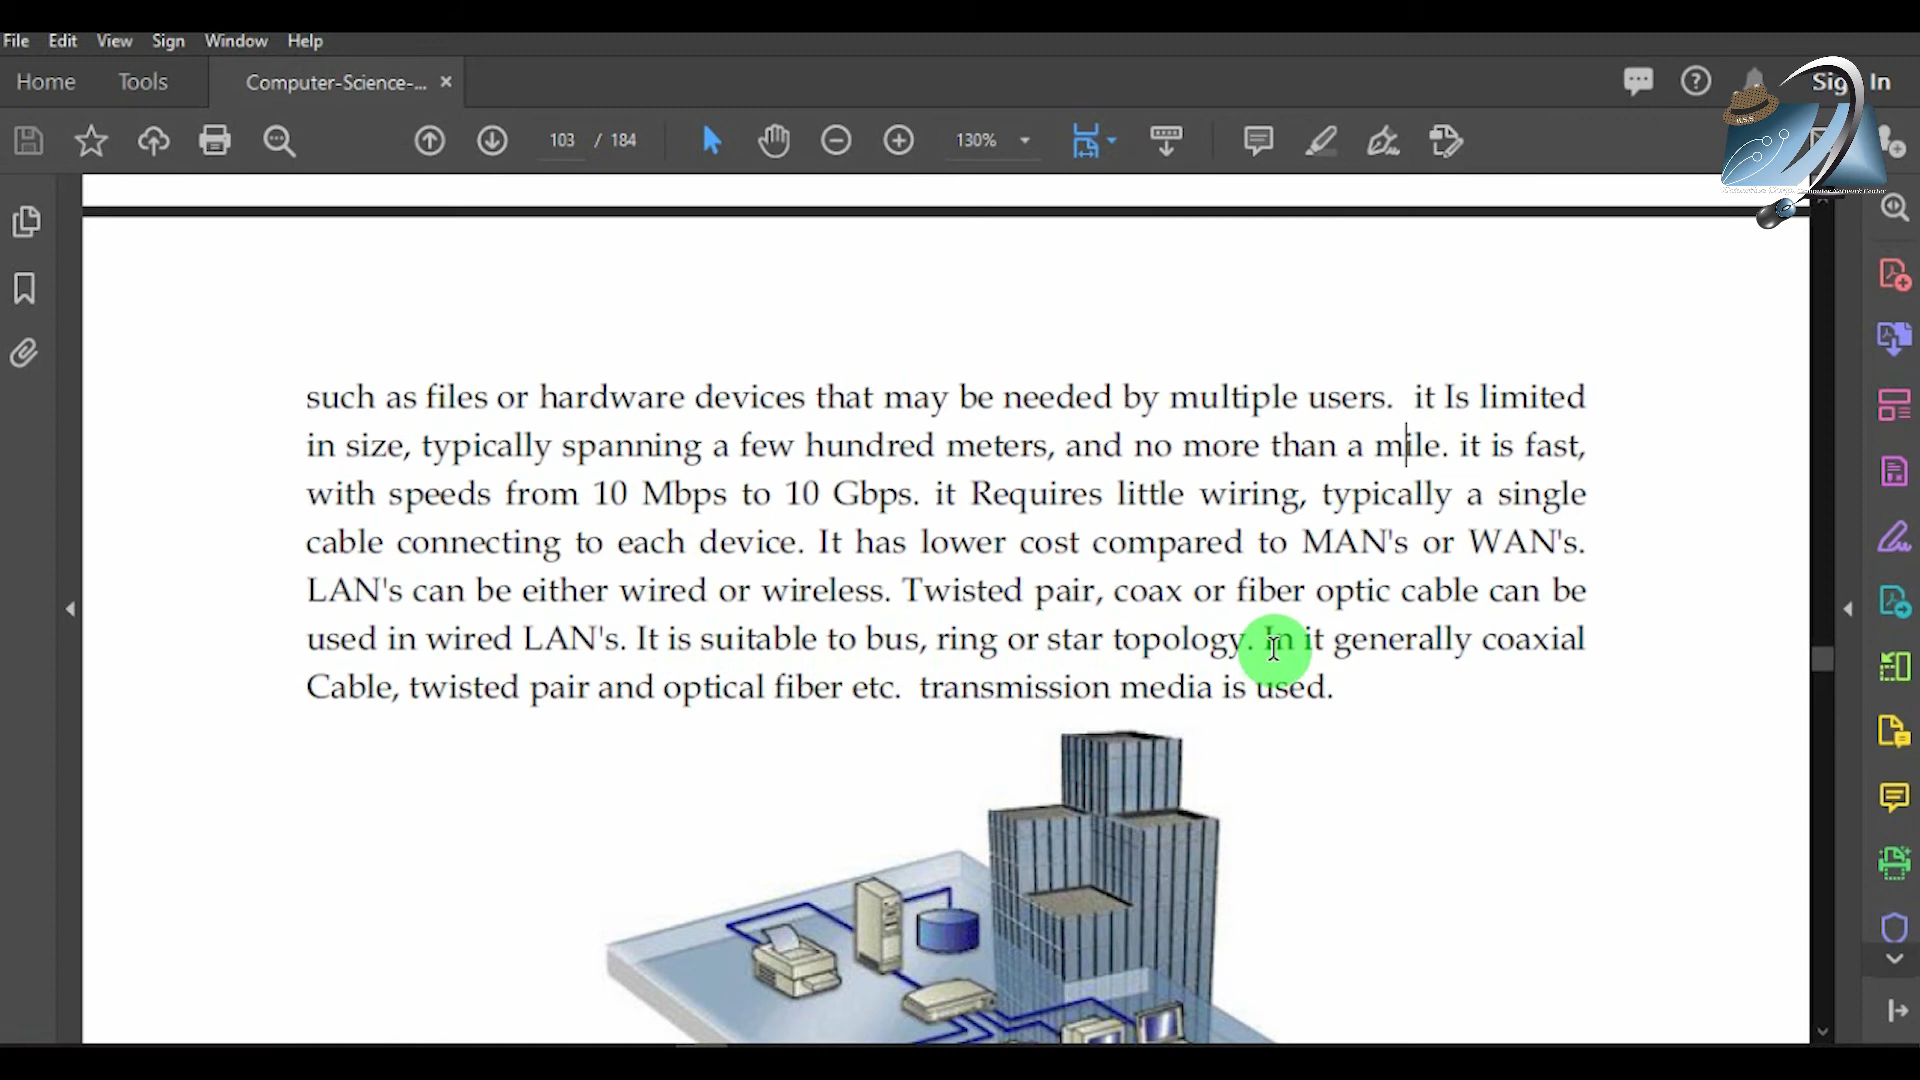 File Edit View Sign Window Help
Home Tools Computer-Science-... × Sign In
103 / 184 130%
such as files or hardware devices that may be needed by multiple users. it Is limited
in size, typically spanning a few hundred meters, and no more than a mile. it is fast,
with speeds from 10 Mbps to 10 Gbps. it Requires little wiring, typically a single
cable connecting to each device. It has lower cost compared to MAN's or WAN's.
LAN's can be either wired or wireless. Twisted pair, coax or fiber optic cable can be
used in wired LAN's. It is suitable to bus, ring or star topology. In it generally coaxial
Cable, twisted pair and optical fiber etc. transmission media is used.